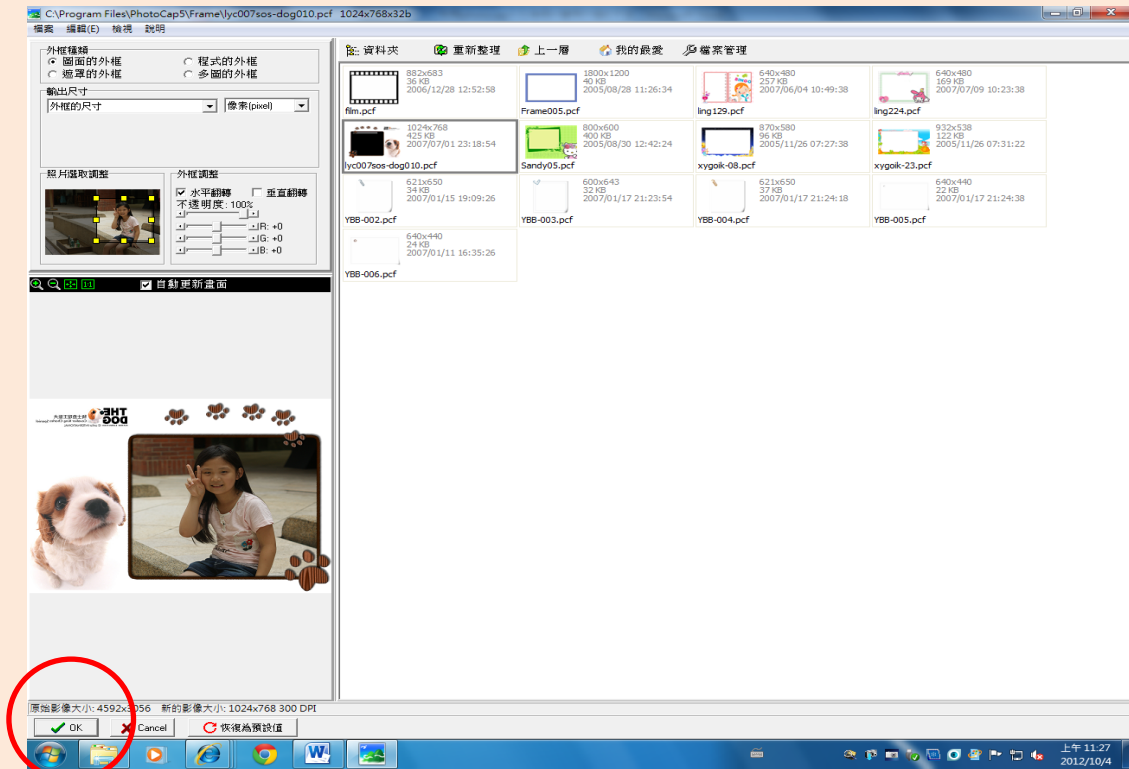 C:\Program Files\PhotoCap5\Frame\lyc007sos-dog010.pcf 1024x768x32b
檔案 編輯(E) 檢視 說明
外框種類
圖面的外框 程式的外框
遮罩的外框 多圖的外框
輸出尺寸
外框的尺寸 像素(pixel)
照片選取調整 外框調整
水平翻轉 垂直翻轉
不透明度: 100%
R: +0
G: +0
B: +0
自動更新畫面
THE DOG
原始影像大小: 4592x3056 新的影像大小: 1024x768 300 DPI
OK Cancel 恢復為預設值
資料夾 重新整理 上一層 我的最愛 檔案管理
882x683
36 KB
2006/12/28 12:52:58
film.pcf
1800x1200
40 KB
2005/08/28 11:26:34
Frame005.pcf
640x480
257 KB
2007/06/04 10:49:38
ling129.pcf
640x480
169 KB
2007/07/09 10:23:38
ling224.pcf
1024x768
425 KB
2007/07/01 23:18:54
lyc007sos-dog010.pcf
800x600
400 KB
2005/08/30 12:42:24
Sandy05.pcf
870x580
96 KB
2005/11/26 07:27:38
xygoik-08.pcf
932x538
122 KB
2005/11/26 07:31:22
xygoik-23.pcf
621x650
34 KB
2007/01/15 19:09:26
YBB-002.pcf
600x643
32 KB
2007/01/17 21:23:54
YBB-003.pcf
621x650
37 KB
2007/01/17 21:24:18
YBB-004.pcf
640x440
22 KB
2007/01/17 21:24:38
YBB-005.pcf
640x440
24 KB
2007/01/11 16:35:26
YBB-006.pcf
上午 11:27
2012/10/4